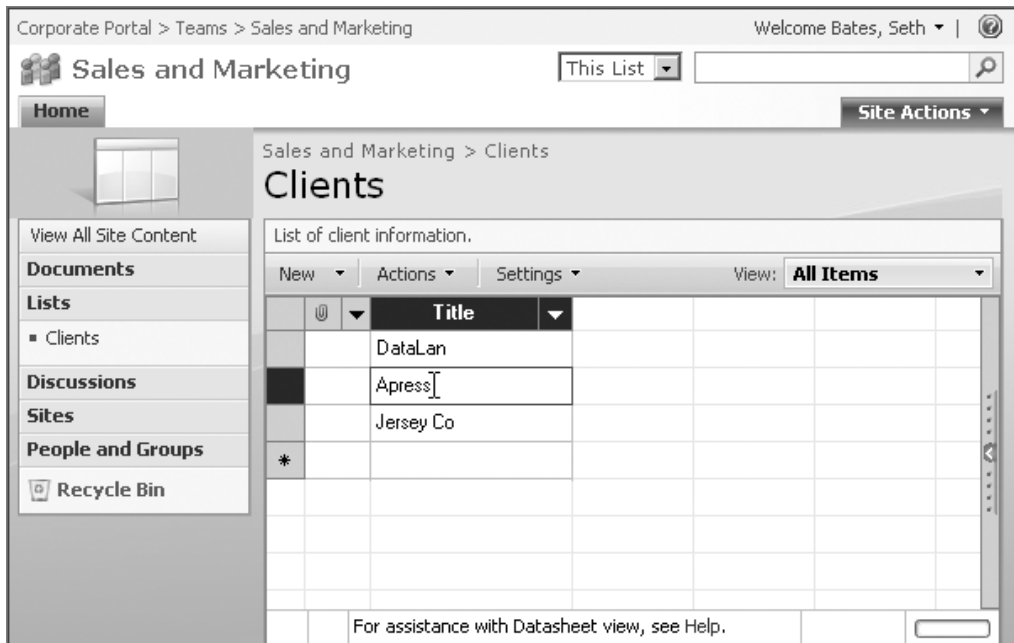 Corporate Portal > Teams > Sales and Marketing
Welcome Bates, Seth
Sales and Marketing
This List
Home
Site Actions
Sales and Marketing > Clients
Clients
View All Site Content
Documents
Lists
Clients
Discussions
Sites
People and Groups
Recycle Bin
List of client information.
New Actions Settings View: All Items
Title
DataLan
Apress
Jersey Co
*
For assistance with Datasheet view, see Help.